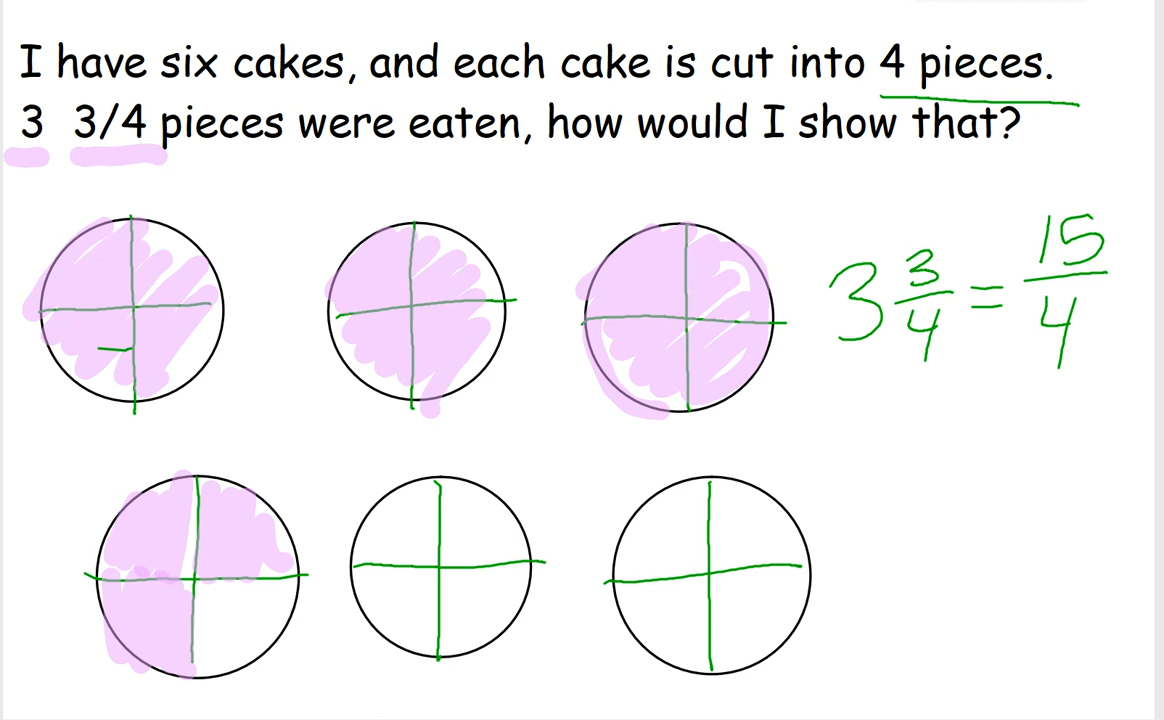 I have six cakes, and each cake is cut into 4 pieces.
3 3/4 pieces were eaten, how would I show that?
3 3/4 = 15/4